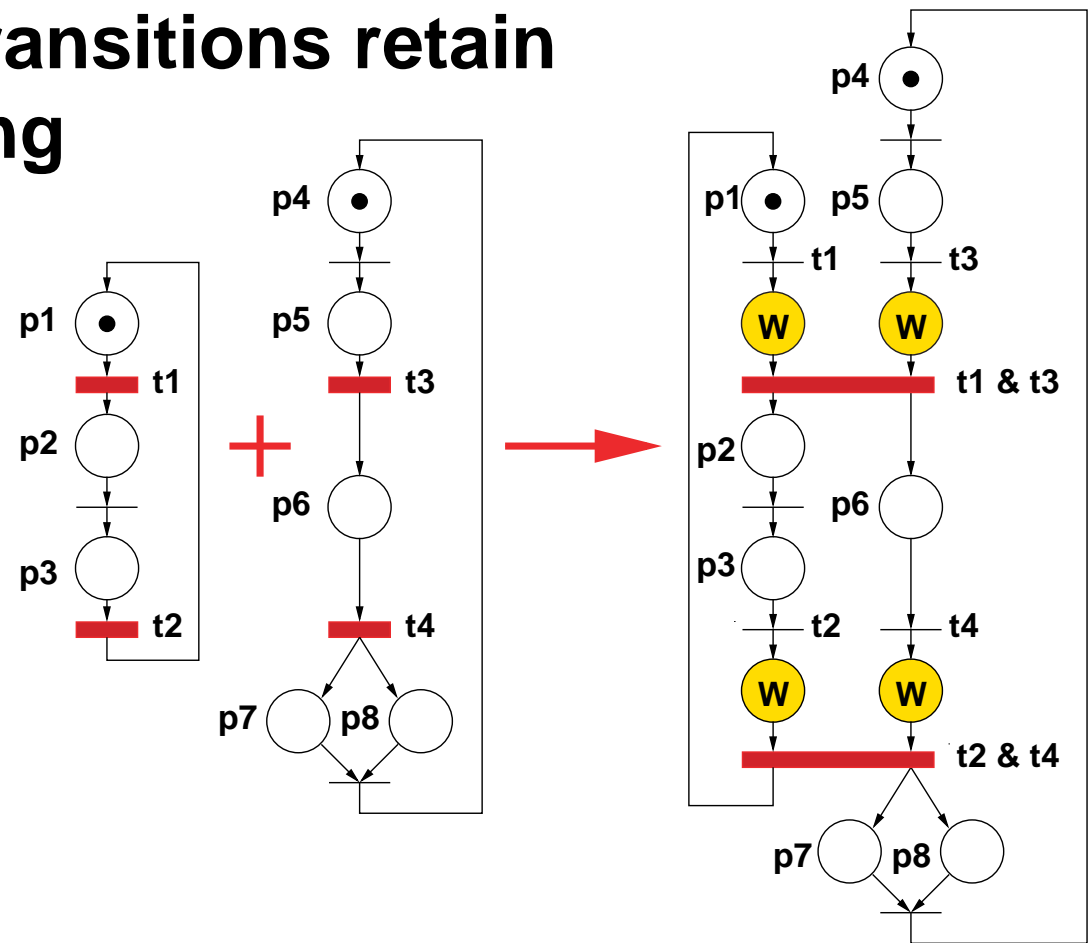 ransitions retain
ng
p1
t1
p2
p3
t2
p4
p5
t3
p6
t4
p7 p8
p4
p1 p5
t1 t3
W W
t1 & t3
p2
p6
p3
t2 t4
W W
t2 & t4
p7 p8